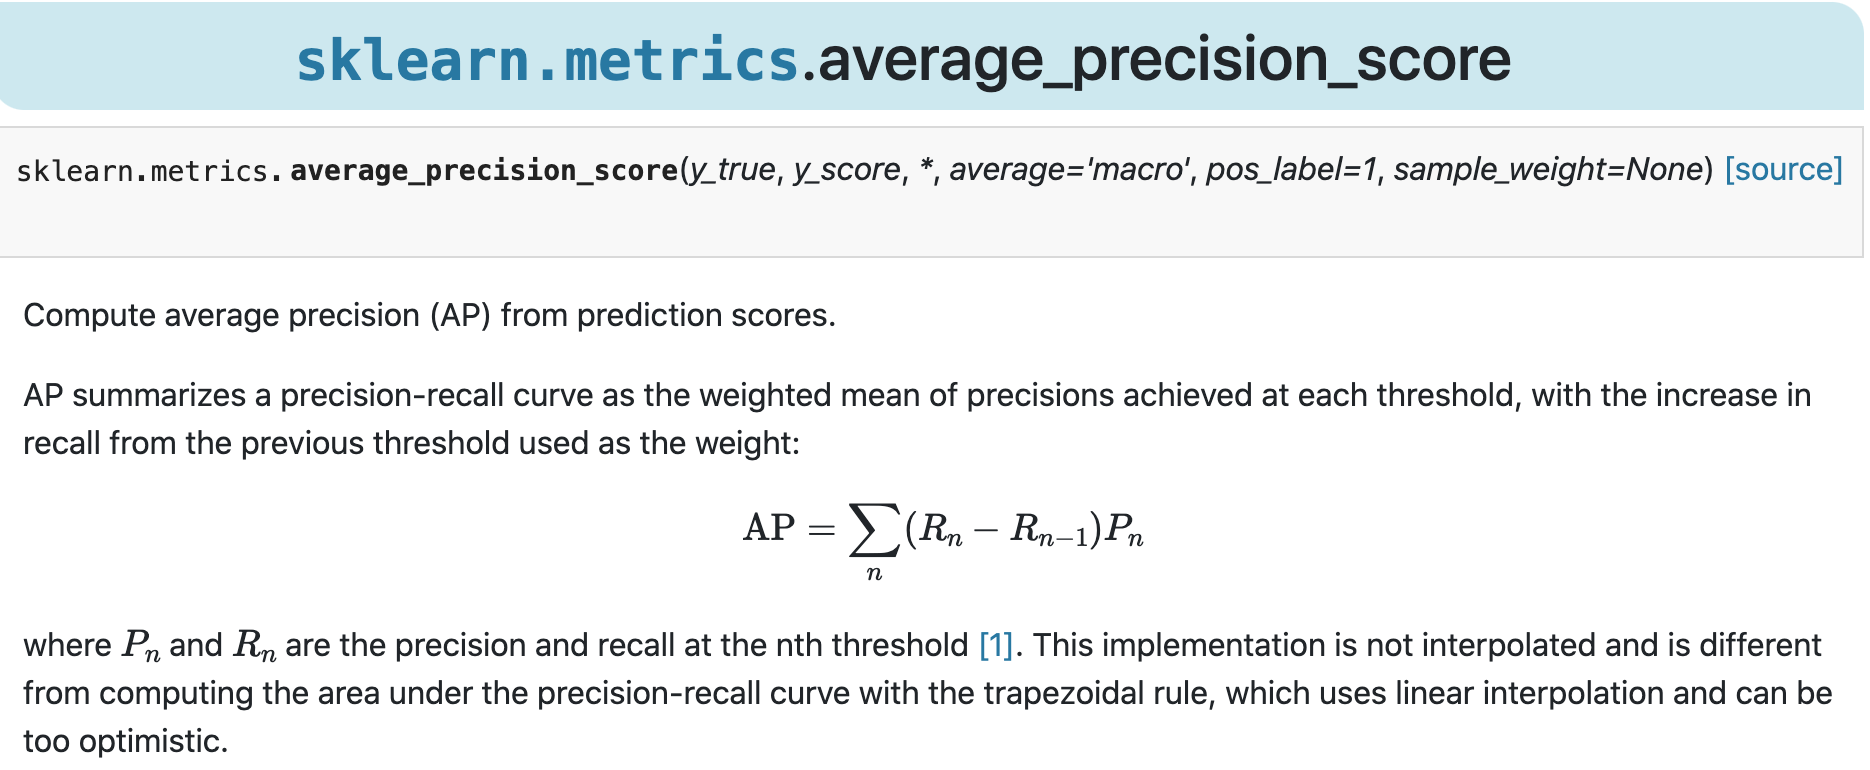 sklearn.metrics.average_precision_score
sklearn.metrics.average_precision_score(y_true, y_score, *, average='macro', pos_label=1, sample_weight=None) [source]
Compute average precision (AP) from prediction scores.
AP summarizes a precision-recall curve as the weighted mean of precisions achieved at each threshold, with the increase in
recall from the previous threshold used as the weight:
AP = ∑_n (R_n − R_{n−1})P_n
where P_n and R_n are the precision and recall at the nth threshold [1]. This implementation is not interpolated and is different
from computing the area under the precision-recall curve with the trapezoidal rule, which uses linear interpolation and can be
too optimistic.